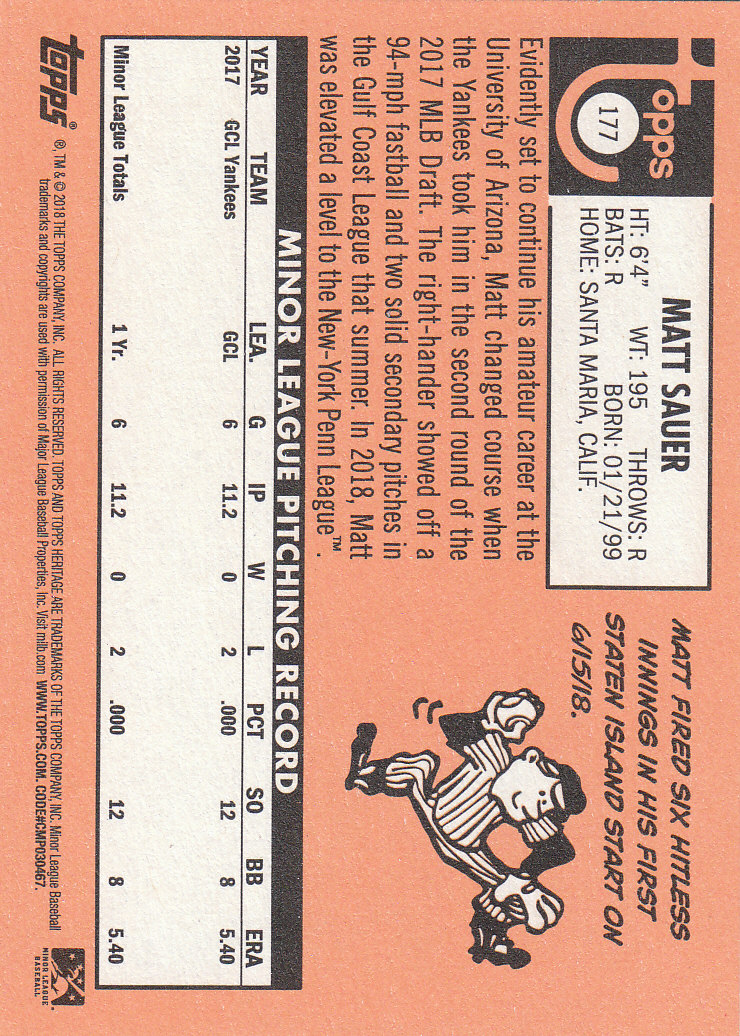 topps
177
MATT SAUER
HT: 6'4" WT: 195 THROWS: R
BATS: R BORN: 01/21/99
HOME: SANTA MARIA, CALIF.
MATT FIRED SIX HITLESS
INNINGS IN HIS FIRST
STATEN ISLAND START ON
6/15/18.
Evidently set to continue his amateur career at the
University of Arizona, Matt changed course when
the Yankees took him in the second round of the
2017 MLB Draft. The right-hander showed off a
94-mph fastball and two solid secondary pitches in
the Gulf Coast League that summer. In 2018, Matt
was elevated a level to the New-York Penn League™.
MINOR LEAGUE PITCHING RECORD
YEAR TEAM LEA. G IP W L PCT SO BB ERA
2017 GCL Yankees GCL 6 11.2 0 2 .000 12 8 5.40
Minor League Totals 1 Yr. 6 11.2 0 2 .000 12 8 5.40
topps® ®, TM & © 2018 THE TOPPS COMPANY, INC. ALL RIGHTS RESERVED. TOPPS AND TOPPS HERITAGE ARE TRADEMARKS OF THE TOPPS COMPANY, INC. Minor League Baseball
trademarks and copyrights are used with permission of Major League Baseball Properties, Inc. Visit milb.com WWW.TOPPS.COM. CODE#CMP030467.
MINOR LEAGUE
BASEBALL